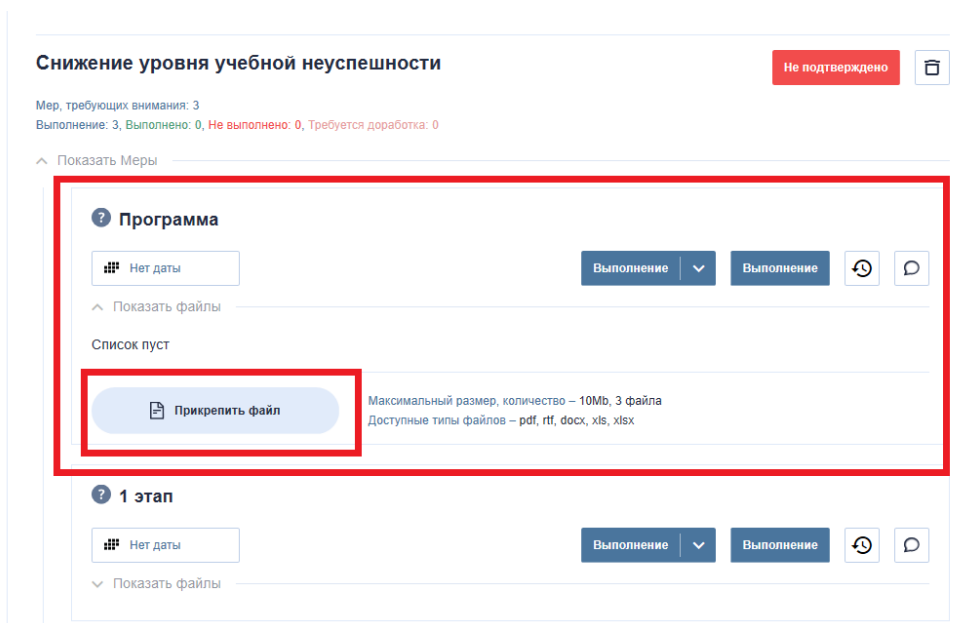 Снижение уровня учебной неуспешности
Не подтверждено
Мер, требующих внимания: 3
Выполнение: 3, Выполнено: 0, Не выполнено: 0, Требуется доработка: 0
Показать Меры
? Программа
Нет даты
Выполнение
Выполнение
Показать файлы
Список пуст
Прикрепить файл
Максимальный размер, количество – 10Mb, 3 файла
Доступные типы файлов – pdf, rtf, docx, xls, xlsx
? 1 этап
Нет даты
Выполнение
Выполнение
Показать файлы